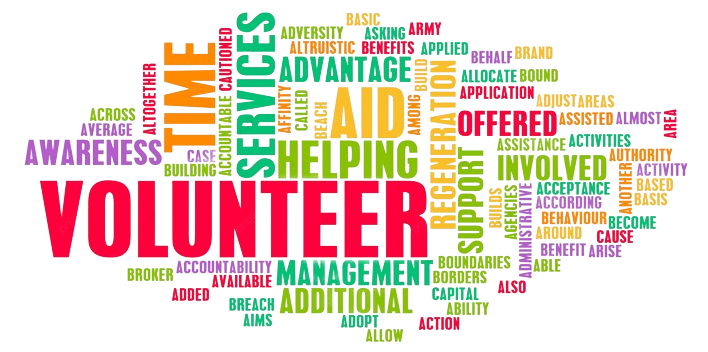 BASIC
ADVERSITY
ASKING
ARMY
ALTRUISTIC
BENEFITS
APPLIED
BEHALF
BRAND
ADVANTAGE
ALLOCATE
BOUND
APPLICATION
ALTOGETHER
TIME
CAUTIONED
ACCOUNTABLE
SERVICES
AFFINITY
CALLED
BEACH
AID
AMONG
BUILD
REGENERATION
ADJUST
AREAS
ACROSS
AVERAGE
AWARENESS
CASE
BUILDING
HELPING
OFFERED
ASSISTED
ALMOST
AREA
ASSISTANCE
ACTIVITIES
INVOLVED
AUTHORITY
ACTIVITY
VOLUNTEER
SUPPORT
BUILDS
AGENCIES
ADMINISTRATIVE
ACCEPTANCE
ANOTHER
BASED
ACCORDING
BASIS
BEHAVIOUR
BECOME
AROUND
CAUSE
BENEFIT
ARISE
ABLE
BROKER
ACCOUNTABILITY
AVAILABLE
MANAGEMENT
BOUNDARIES
BORDERS
ADDED
BREACH
ADDITIONAL
CAPITAL
ALSO
ABILITY
AIMS
ADOPT
ACTION
ALLOW